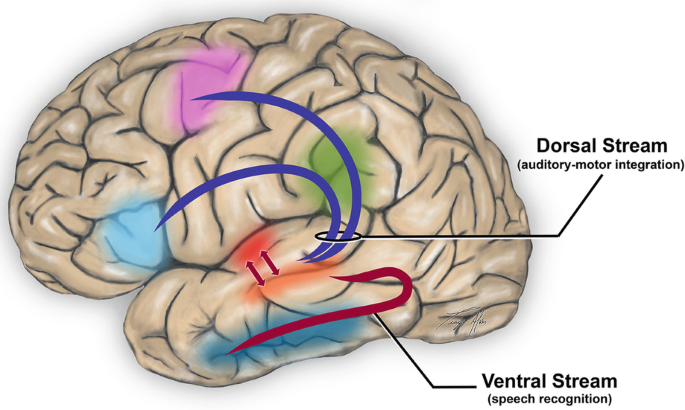 Dorsal Stream
(auditory-motor integration)
Ventral Stream
(speech recognition)